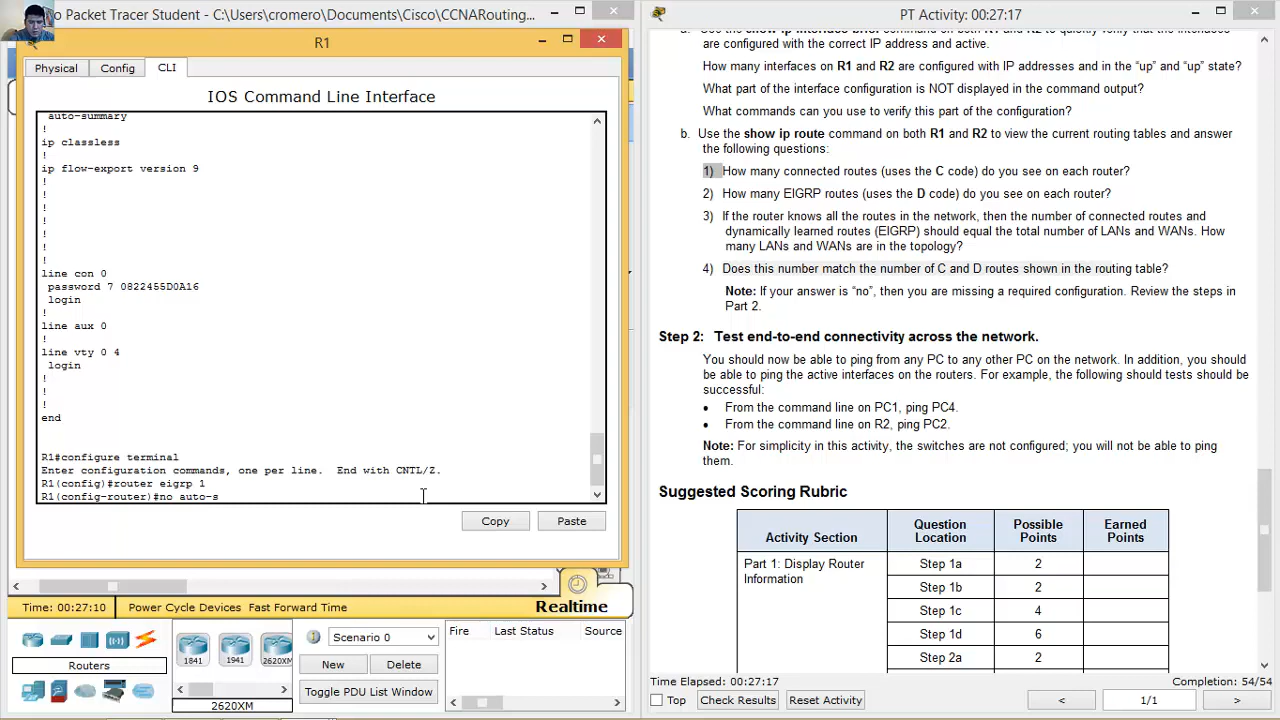 o Packet Tracer Student - C:\Users\cromero\Documents\Cisco\CCNARouting...
R1
Physical
Config
CLI
IOS Command Line Interface
auto-summary
!
ip classless
!
ip flow-export version 9
!
!
!
!
!
!
!
line con 0
password 7 0822455D0A16
login
!
line aux 0
!
line vty 0 4
login
!
!
!
end
R1#configure terminal
Enter configuration commands, one per line.  End with CNTL/Z.
R1(config)#router eigrp 1
R1(config-router)#no auto-s
Copy
Paste
Realtime
Time: 00:27:10
Power Cycle Devices  Fast Forward Time
Scenario 0
Fire
Last Status
Source
1841
1941
2620XM
Routers
New
Delete
Toggle PDU List Window
2620XM
PT Activity: 00:27:17
are configured with the correct IP address and active.
How many interfaces on R1 and R2 are configured with IP addresses and in the “up” and “up” state?
What part of the interface configuration is NOT displayed in the command output?
What commands can you use to verify this part of the configuration?
b. Use the show ip route command on both R1 and R2 to view the current routing tables and answer
the following questions:
1) How many connected routes (uses the C code) do you see on each router?
2) How many EIGRP routes (uses the D code) do you see on each router?
3) If the router knows all the routes in the network, then the number of connected routes and
dynamically learned routes (EIGRP) should equal the total number of LANs and WANs. How
many LANs and WANs are in the topology?
4) Does this number match the number of C and D routes shown in the routing table?
Note: If your answer is “no”, then you are missing a required configuration. Review the steps in
Part 2.
Step 2: Test end-to-end connectivity across the network.
You should now be able to ping from any PC to any other PC on the network. In addition, you should
be able to ping the active interfaces on the routers. For example, the following should tests should be
successful:
• From the command line on PC1, ping PC4.
• From the command line on R2, ping PC2.
Note: For simplicity in this activity, the switches are not configured; you will not be able to ping
them.
Suggested Scoring Rubric
Activity Section
Question Location
Possible Points
Earned Points
Part 1: Display Router Information
Step 1a
2
Step 1b
2
Step 1c
4
Step 1d
6
Step 2a
2
Time Elapsed: 00:27:17
Completion: 54/54
Top
Check Results
Reset Activity
<
1/1
>